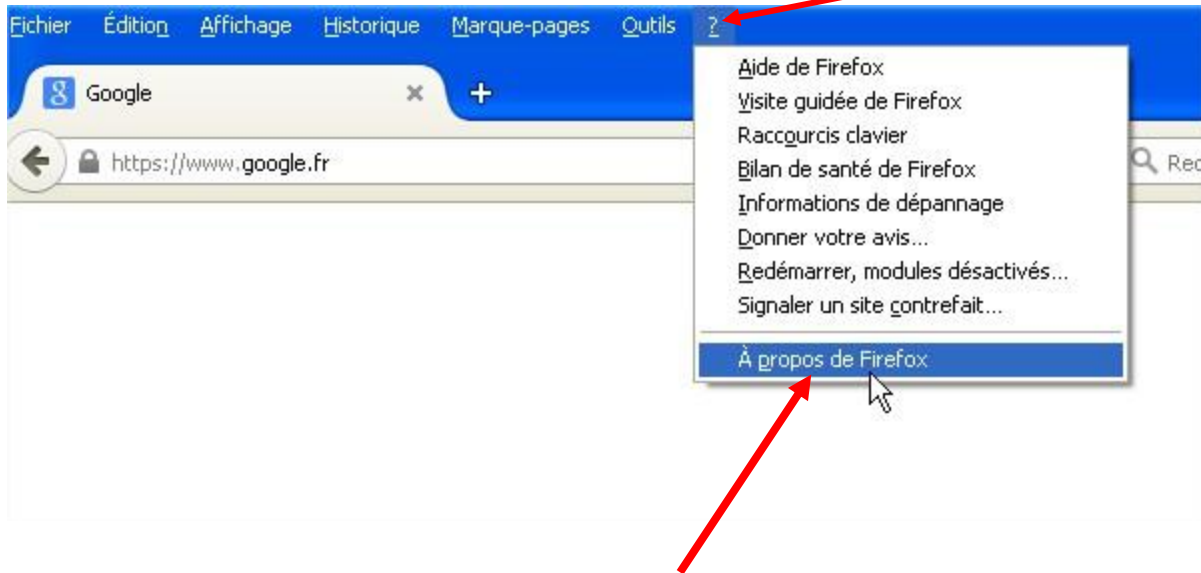 Fichier Édition Affichage Historique Marque-pages Outils ?
Google
https://www.google.fr
Rec
Aide de Firefox
Visite guidée de Firefox
Raccourcis clavier
Bilan de santé de Firefox
Informations de dépannage
Donner votre avis...
Redémarrer, modules désactivés...
Signaler un site contrefait...
À propos de Firefox